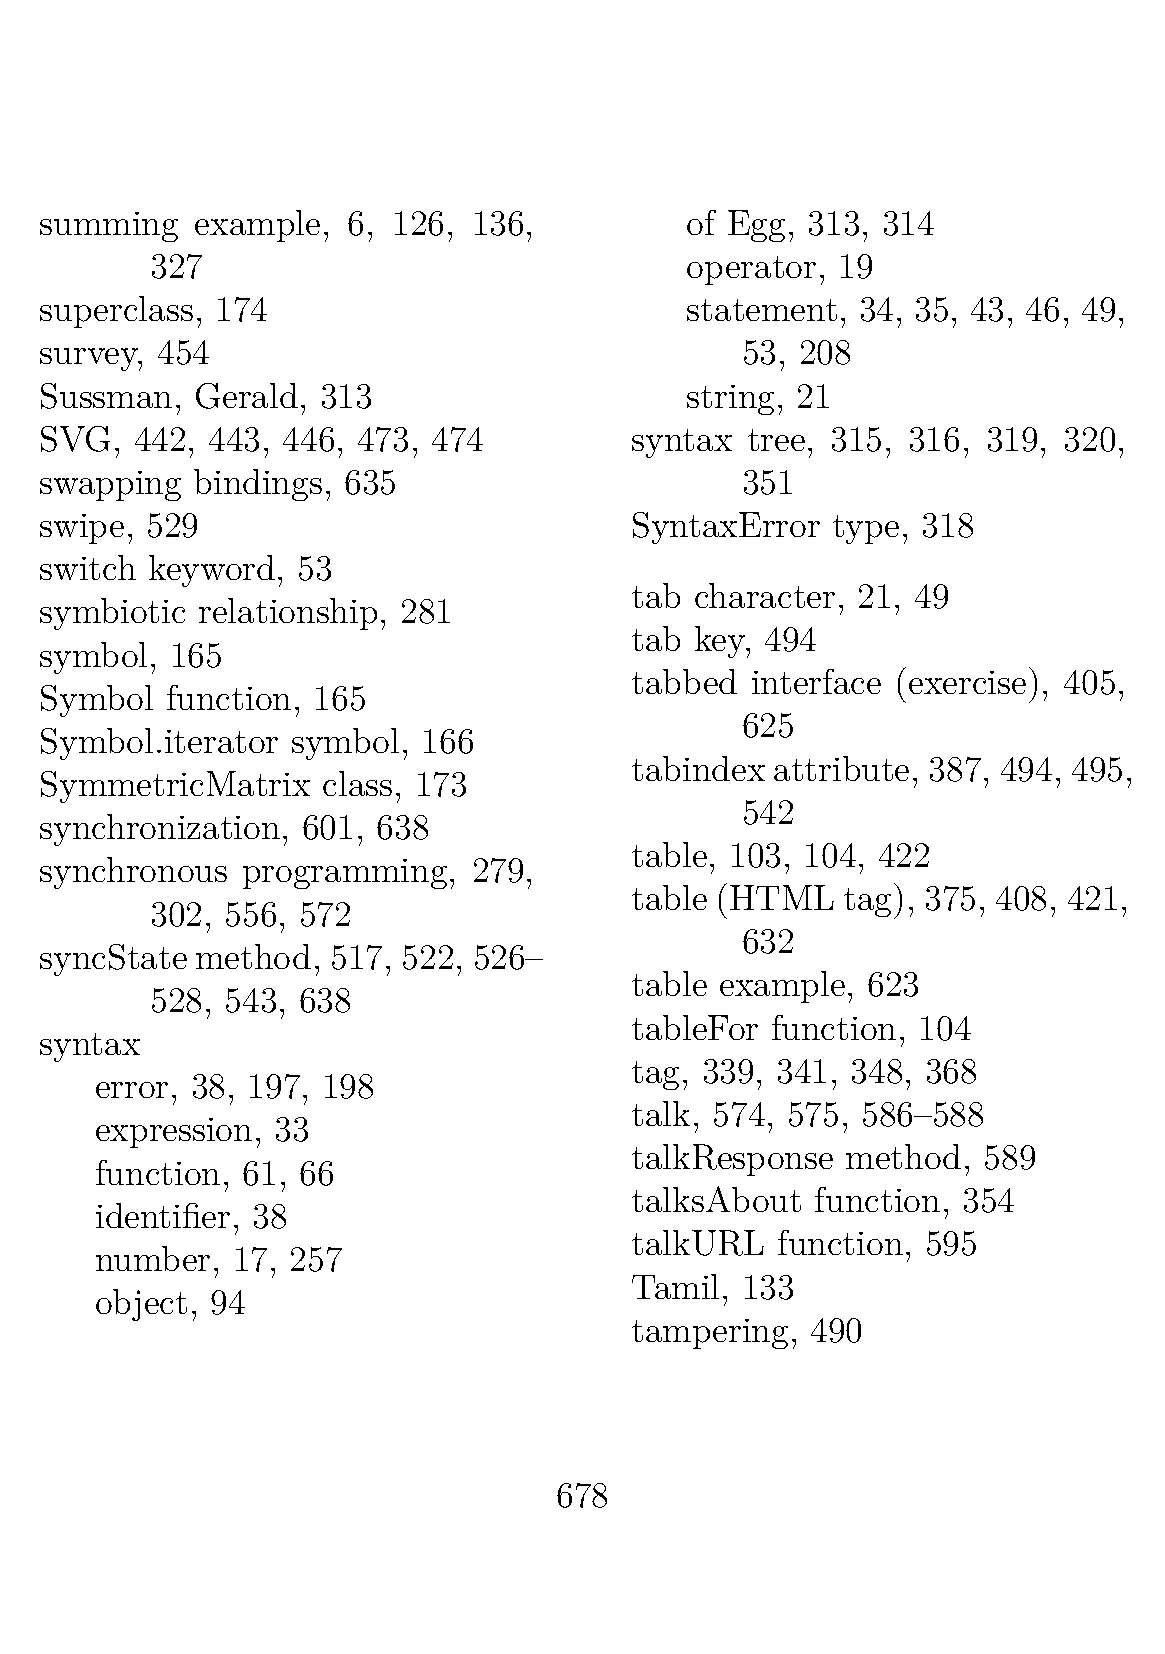 summing example, 6, 126, 136,
327
superclass, 174
survey, 454
Sussman, Gerald, 313
SVG, 442, 443, 446, 473, 474
swapping bindings, 635
swipe, 529
switch keyword, 53
symbiotic relationship, 281
symbol, 165
Symbol function, 165
Symbol.iterator symbol, 166
SymmetricMatrix class, 173
synchronization, 601, 638
synchronous programming, 279,
302, 556, 572
syncState method, 517, 522, 526–
528, 543, 638
syntax
error, 38, 197, 198
expression, 33
function, 61, 66
identifier, 38
number, 17, 257
object, 94
of Egg, 313, 314
operator, 19
statement, 34, 35, 43, 46, 49,
53, 208
string, 21
syntax tree, 315, 316, 319, 320,
351
SyntaxError type, 318
tab character, 21, 49
tab key, 494
tabbed interface (exercise), 405,
625
tabindex attribute, 387, 494, 495,
542
table, 103, 104, 422
table (HTML tag), 375, 408, 421,
632
table example, 623
tableFor function, 104
tag, 339, 341, 348, 368
talk, 574, 575, 586–588
talkResponse method, 589
talksAbout function, 354
talkURL function, 595
Tamil, 133
tampering, 490
678